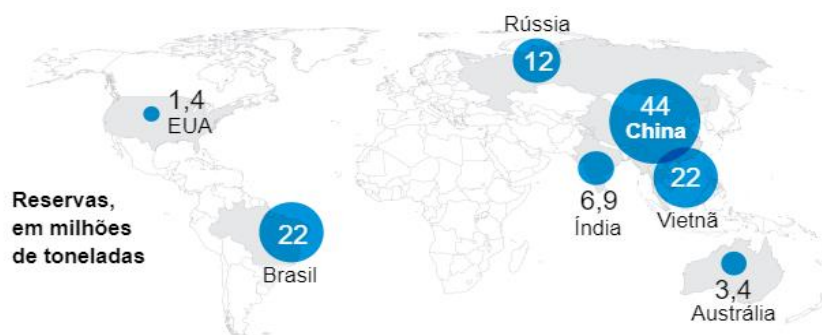 Rússia
12
1,4
EUA
44
China
22
Vietnã
6,9
Índia
Reservas,
em milhões
de toneladas
22
Brasil
3,4
Austrália